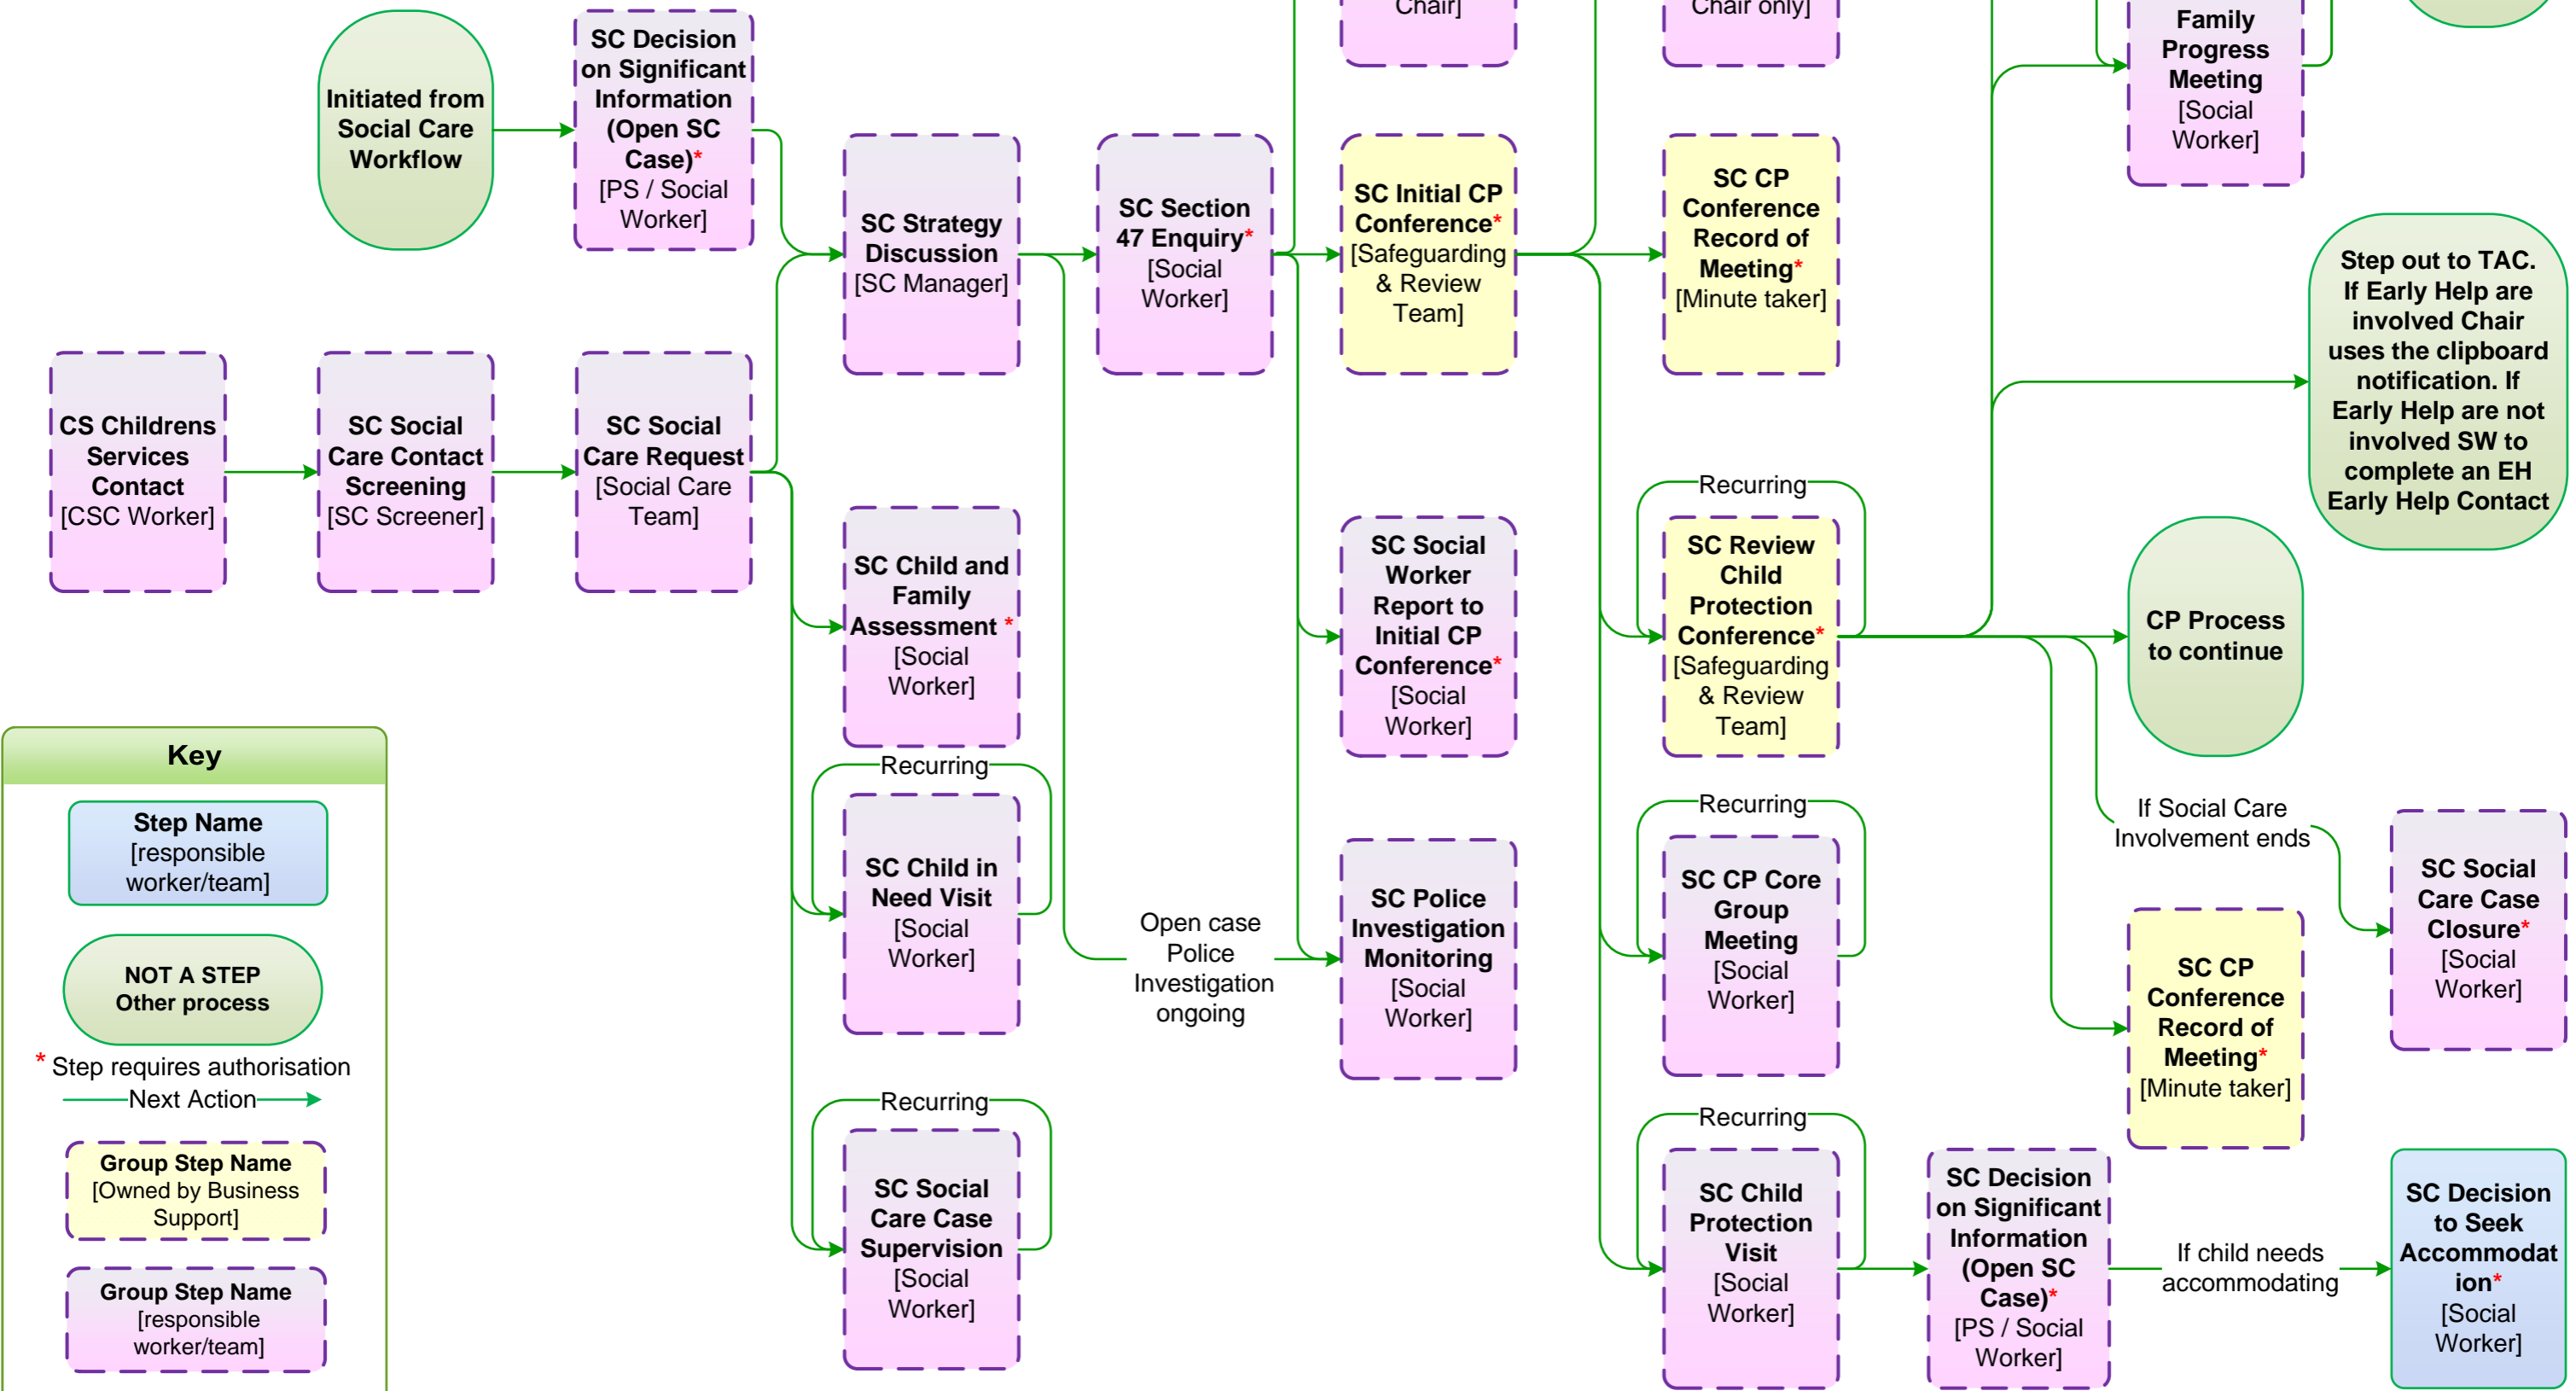 Chair]
Chair only]
Family
Progress
Meeting
[Social
Worker]
Initiated from
Social Care
Workflow
SC Decision
on Significant
Information
(Open SC
Case)*
[PS / Social
Worker]
SC Strategy
Discussion
[SC Manager]
SC Section
47 Enquiry*
[Social
Worker]
SC Initial CP
Conference*
[Safeguarding
& Review
Team]
SC CP
Conference
Record of
Meeting*
[Minute taker]
Step out to TAC.
If Early Help are
involved Chair
uses the clipboard
notification. If
Early Help are not
involved SW to
complete an EH
Early Help Contact
CS Childrens
Services
Contact
[CSC Worker]
SC Social
Care Contact
Screening
[SC Screener]
SC Social
Care Request
[Social Care
Team]
SC Child and
Family
Assessment *
[Social
Worker]
SC Social
Worker
Report to
Initial CP
Conference*
[Social
Worker]
Recurring
SC Review
Child
Protection
Conference*
[Safeguarding
& Review
Team]
CP Process
to continue
Recurring
SC Child in
Need Visit
[Social
Worker]
Open case
Police
Investigation
ongoing
SC Police
Investigation
Monitoring
[Social
Worker]
Recurring
SC CP Core
Group
Meeting
[Social
Worker]
If Social Care
Involvement ends
SC Social
Care Case
Closure*
[Social
Worker]
SC CP
Conference
Record of
Meeting*
[Minute taker]
Recurring
SC Social
Care Case
Supervision
[Social
Worker]
Recurring
SC Child
Protection
Visit
[Social
Worker]
SC Decision
on Significant
Information
(Open SC
Case)*
[PS / Social
Worker]
If child needs
accommodating
SC Decision
to Seek
Accommodat
ion*
[Social
Worker]
Key
Step Name
[responsible
worker/team]
NOT A STEP
Other process
* Step requires authorisation
Next Action
Group Step Name
[Owned by Business
Support]
Group Step Name
[responsible
worker/team]